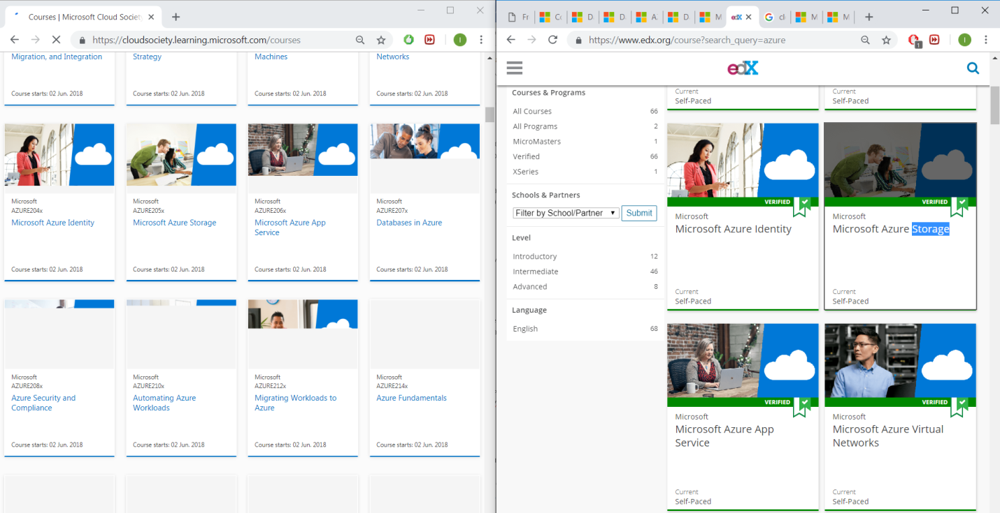 Courses | Microsoft Cloud Society
https://cloudsociety.learning.microsoft.com/courses
Migration, and Integration
Strategy
Machines
Networks
Course starts: 02 Jun. 2018
Course starts: 02 Jun. 2018
Course starts: 02 Jun. 2018
Course starts: 02 Jun. 2018
Microsoft
AZURE204x
Microsoft Azure Identity
Course starts: 02 Jun. 2018
Microsoft
AZURE205x
Microsoft Azure Storage
Course starts: 02 Jun. 2018
Microsoft
AZURE206x
Microsoft Azure App
Service
Course starts: 02 Jun. 2018
Microsoft
AZURE207x
Databases in Azure
Course starts: 02 Jun. 2018
Microsoft
AZURE208x
Azure Security and
Compliance
Course starts: 02 Jun. 2018
Microsoft
AZURE210x
Automating Azure
Workloads
Course starts: 02 Jun. 2018
Microsoft
AZURE212x
Migrating Workloads to
Azure
Course starts: 02 Jun. 2018
Microsoft
AZURE214x
Azure Fundamentals
Course starts: 02 Jun. 2018
https://www.edx.org/course?search_query=azure
1
I
I
edX
Courses & Programs
All Courses 66
All Programs 2
MicroMasters 1
Verified 66
XSeries 1
Schools & Partners
Filter by School/Partner
Submit
Level
Introductory 12
Intermediate 46
Advanced 8
Language
English 68
Current
Self-Paced
Current
Self-Paced
VERIFIED
Microsoft
Microsoft Azure Identity
Current
Self-Paced
VERIFIED
Microsoft
Microsoft Azure Storage
Current
Self-Paced
VERIFIED
Microsoft
Microsoft Azure App
Service
Current
Self-Paced
VERIFIED
Microsoft
Microsoft Azure Virtual
Networks
Current
Self-Paced